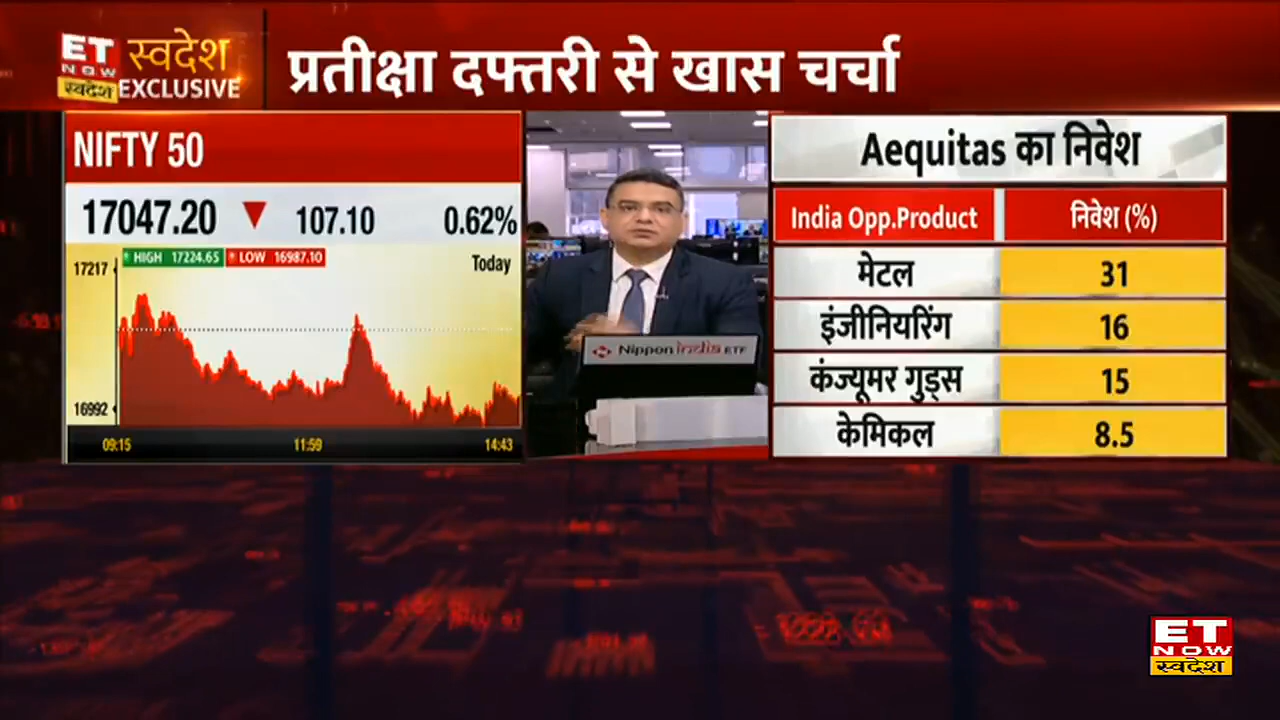 ET NOW स्वदेश
स्वदेश
EXCLUSIVE
प्रतीक्षा दफ्तरी से खास चर्चा
NIFTY 50
17047.20 ▼ 107.10 0.62%
HIGH 17224.65 LOW 16987.10
Today
17217
16992
09:15 11:59 14:43
Nippon india ETF
Aequitas का निवेश
India Opp.Product निवेश (%)
मेटल 31
इंजीनियरिंग 16
कंज्यूमर गुड्स 15
केमिकल 8.5
ET
NOW
स्वदेश